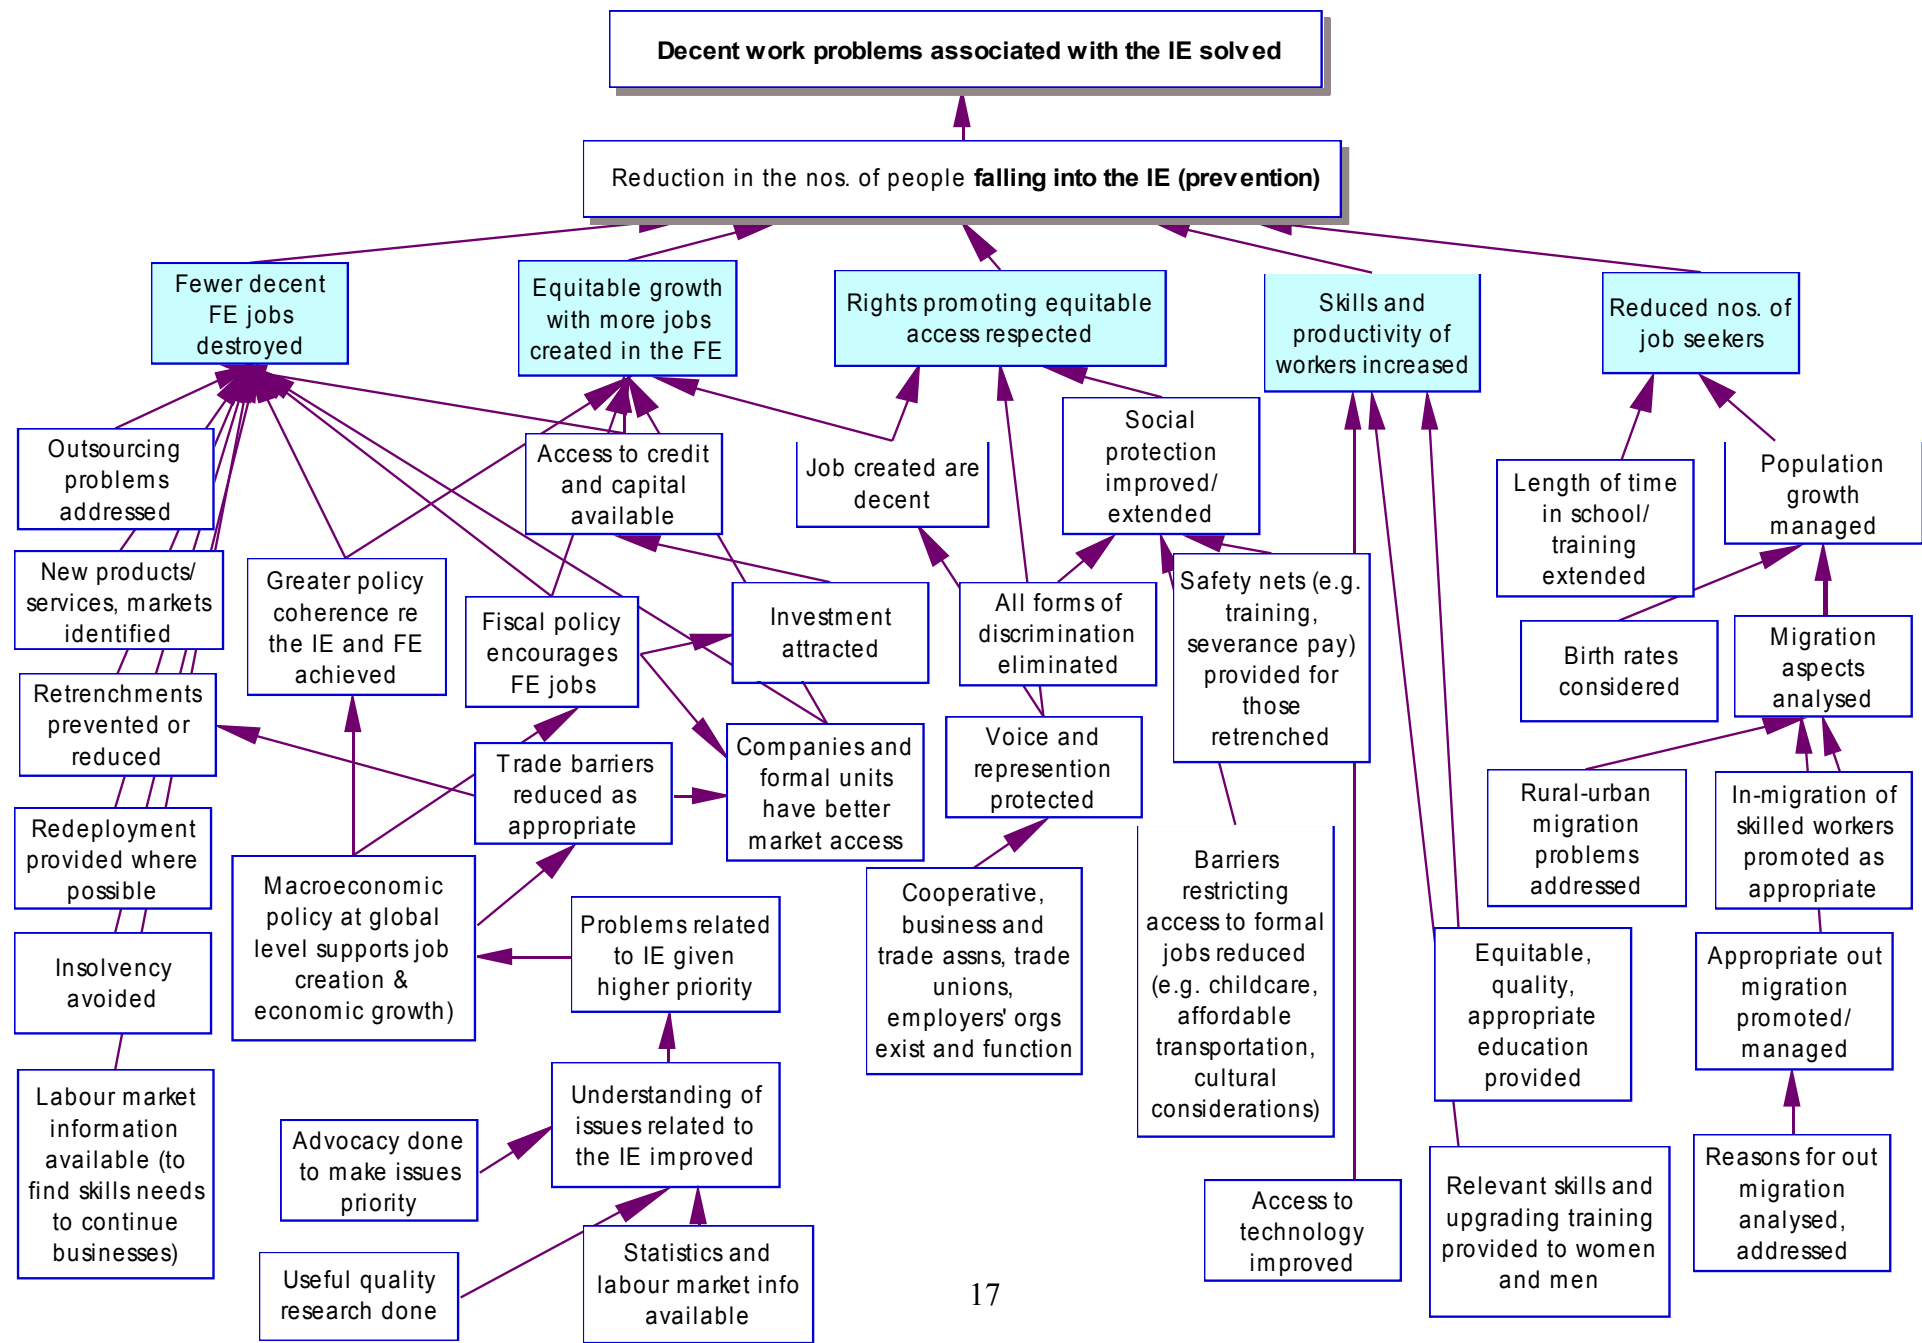 Decent work problems associated with the IE solved
Reduction in the nos. of people falling into the IE (prevention)
Fewer decent
FE jobs
destroyed
Equitable growth
with more jobs
created in the FE
Rights promoting equitable
access respected
Skills and
productivity of
workers increased
Reduced nos. of
job seekers
Outsourcing
problems
addressed
Access to credit
and capital
available
Job created are
decent
Social
protection
improved/
extended
Length of time
in school/
training
extended
Population
growth
managed
New products/
services, markets
identified
Greater policy
coherence re
the IE and FE
achieved
Fiscal policy
encourages
FE jobs
Investment
attracted
All forms of
discrimination
eliminated
Safety nets (e.g.
training,
severance pay)
provided for
those
retrenched
Birth rates
considered
Migration
aspects
analysed
Retrenchments
prevented or
reduced
Trade barriers
reduced as
appropriate
Companies and
formal units
have better
market access
Voice and
represention
protected
Rural-urban
migration
problems
addressed
In-migration of
skilled workers
promoted as
appropriate
Redeployment
provided where
possible
Macroeconomic
policy at global
level supports job
creation &
economic growth)
Problems related
to IE given
higher priority
Cooperative,
business and
trade assns, trade
unions,
employers' orgs
exist and function
Barriers
restricting
access to formal
jobs reduced
(e.g. childcare,
affordable
transportation,
cultural
considerations)
Equitable,
quality,
appropriate
education
provided
Appropriate out
migration
promoted/
managed
Insolvency
avoided
Labour market
information
available (to
find skills needs
to continue
businesses)
Advocacy done
to make issues
priority
Understanding of
issues related to
the IE improved
Access to
technology
improved
Relevant skills and
upgrading training
provided to women
and men
Reasons for out
migration
analysed,
addressed
Useful quality
research done
Statistics and
labour market info
available
17